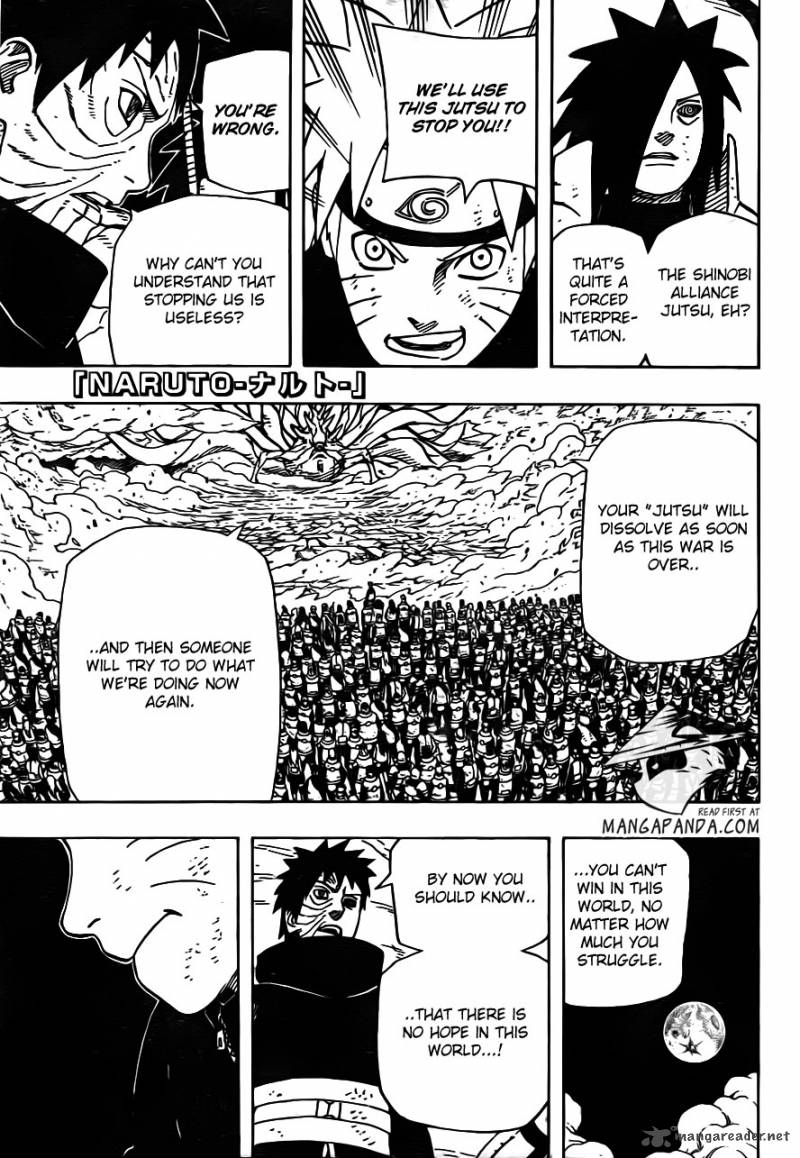 THE SHINOBI
ALLIANCE
JUTSU, EH?
THAT'S
QUITE A
FORCED
INTERPRE-
TATION.
WE'LL USE
THIS JUTSU TO
STOP YOU!!
YOU'RE
WRONG.
WHY CAN'T YOU
UNDERSTAND THAT
STOPPING US IS
USELESS?
『NARUTO-ナルト-』
YOUR "JUTSU" WILL
DISSOLVE AS SOON
AS THIS WAR IS
OVER..
..AND THEN SOMEONE
WILL TRY TO DO WHAT
WE'RE DOING NOW
AGAIN.
READ FIRST AT
MANGAPANDA.COM
...YOU CAN'T
WIN IN THIS
WORLD, NO
MATTER HOW
MUCH YOU
STRUGGLE.
BY NOW YOU
SHOULD KNOW..
..THAT THERE IS
NO HOPE IN THIS
WORLD...!
mangareader.net